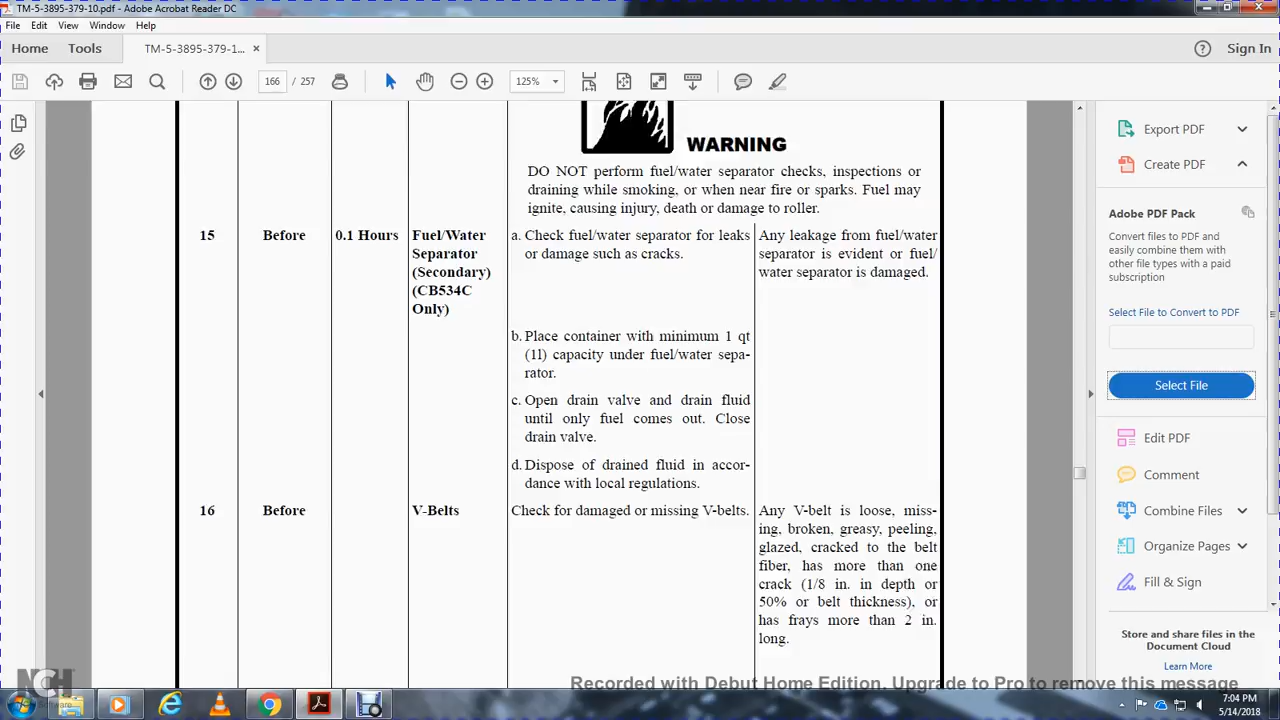 TM-5-3895-379-10.pdf - Adobe Acrobat Reader DC
File Edit View Window Help
Home Tools TM-5-3895-379-1... × Sign In
166 / 257 125%
WARNING
DO NOT perform fuel/water separator checks, inspections or
draining while smoking, or when near fire or sparks. Fuel may
ignite, causing injury, death or damage to roller.
15 Before 0.1 Hours
Fuel/Water
Separator
(Secondary)
(CB534C
Only)
a. Check fuel/water separator for leaks
or damage such as cracks.
Any leakage from fuel/water
separator is evident or fuel/
water separator is damaged.
b. Place container with minimum 1 qt
(1l) capacity under fuel/water sepa-
rator.
c. Open drain valve and drain fluid
until only fuel comes out. Close
drain valve.
d. Dispose of drained fluid in accor-
dance with local regulations.
16 Before V-Belts Check for damaged or missing V-belts.
Any V-belt is loose, miss-
ing, broken, greasy, peeling,
glazed, cracked to the belt
fiber, has more than one
crack (1/8 in. in depth or
50% or belt thickness), or
has frays more than 2 in.
long.
Export PDF
Create PDF
Adobe PDF Pack
Convert files to PDF and
easily combine them with
other file types with a paid
subscription
Select File to Convert to PDF
Select File
Edit PDF
Comment
Combine Files
Organize Pages
Fill & Sign
Store and share files in the
Document Cloud
Learn More
NCH
Software
Recorded with Debut Home Edition. Upgrade to Pro to remove this message
7:04 PM
5/14/2018